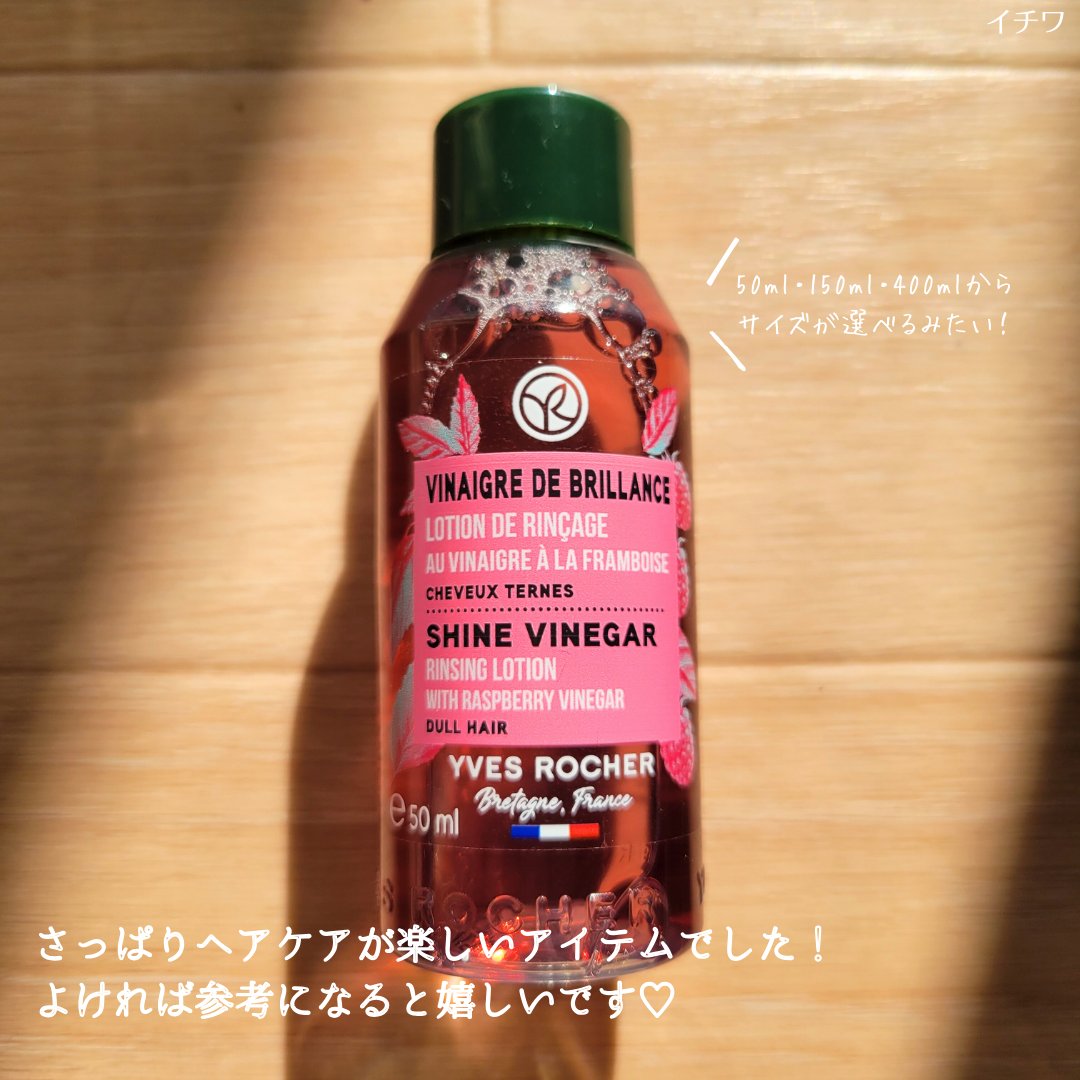 イチワ
50ml・150ml・400mlから
サイズが選べるみたい!
VINAIGRE DE BRILLANCE
LOTION DE RINÇAGE
AU VINAIGRE À LA FRAMBOISE
CHEVEUX TERNES
SHINE VINEGAR
RINSING LOTION
WITH RASPBERRY VINEGAR
DULL HAIR
YVES ROCHER
Bretagne, France
e 50 ml
S ROCHER
さっぱりヘアケアが楽しいアイテムでした!
よければ参考になると嬉しいです♡